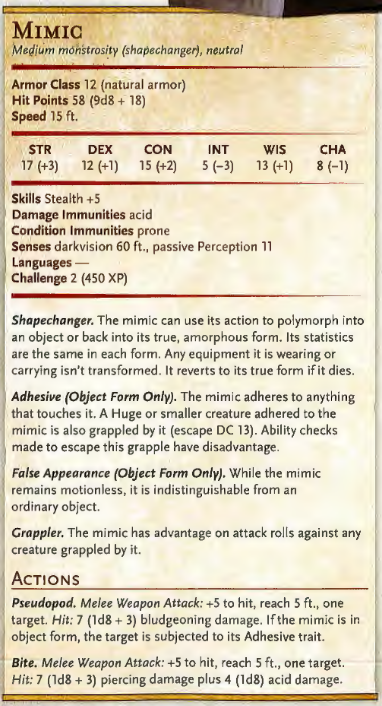 MIMIC
Medium monstrosity (shapechanger), neutral
Armor Class 12 (natural armor)
Hit Points 58 (9d8 + 18)
Speed 15 ft.
STR DEX CON INT WIS CHA
17 (+3) 12 (+1) 15 (+2) 5 (−3) 13 (+1) 8 (−1)
Skills Stealth +5
Damage Immunities acid
Condition Immunities prone
Senses darkvision 60 ft., passive Perception 11
Languages —
Challenge 2 (450 XP)
Shapechanger. The mimic can use its action to polymorph into
an object or back into its true, amorphous form. Its statistics
are the same in each form. Any equipment it is wearing or
carrying isn't transformed. It reverts to its true form if it dies.
Adhesive (Object Form Only). The mimic adheres to anything
that touches it. A Huge or smaller creature adhered to the
mimic is also grappled by it (escape DC 13). Ability checks
made to escape this grapple have disadvantage.
False Appearance (Object Form Only). While the mimic
remains motionless, it is indistinguishable from an
ordinary object.
Grappler. The mimic has advantage on attack rolls against any
creature grappled by it.
ACTIONS
Pseudopod. Melee Weapon Attack: +5 to hit, reach 5 ft., one
target. Hit: 7 (1d8 + 3) bludgeoning damage. If the mimic is in
object form, the target is subjected to its Adhesive trait.
Bite. Melee Weapon Attack: +5 to hit, reach 5 ft., one target.
Hit: 7 (1d8 + 3) piercing damage plus 4 (1d8) acid damage.